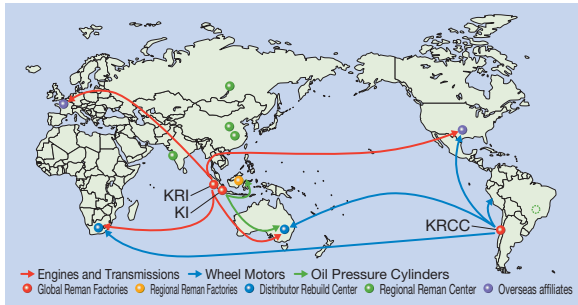 KRI
KI
KRCC
Engines and Transmissions Wheel Motors Oil Pressure Cylinders
Global Reman Factories Regional Reman Factories Distributor Rebuild Center Regional Reman Center Overseas affiliates